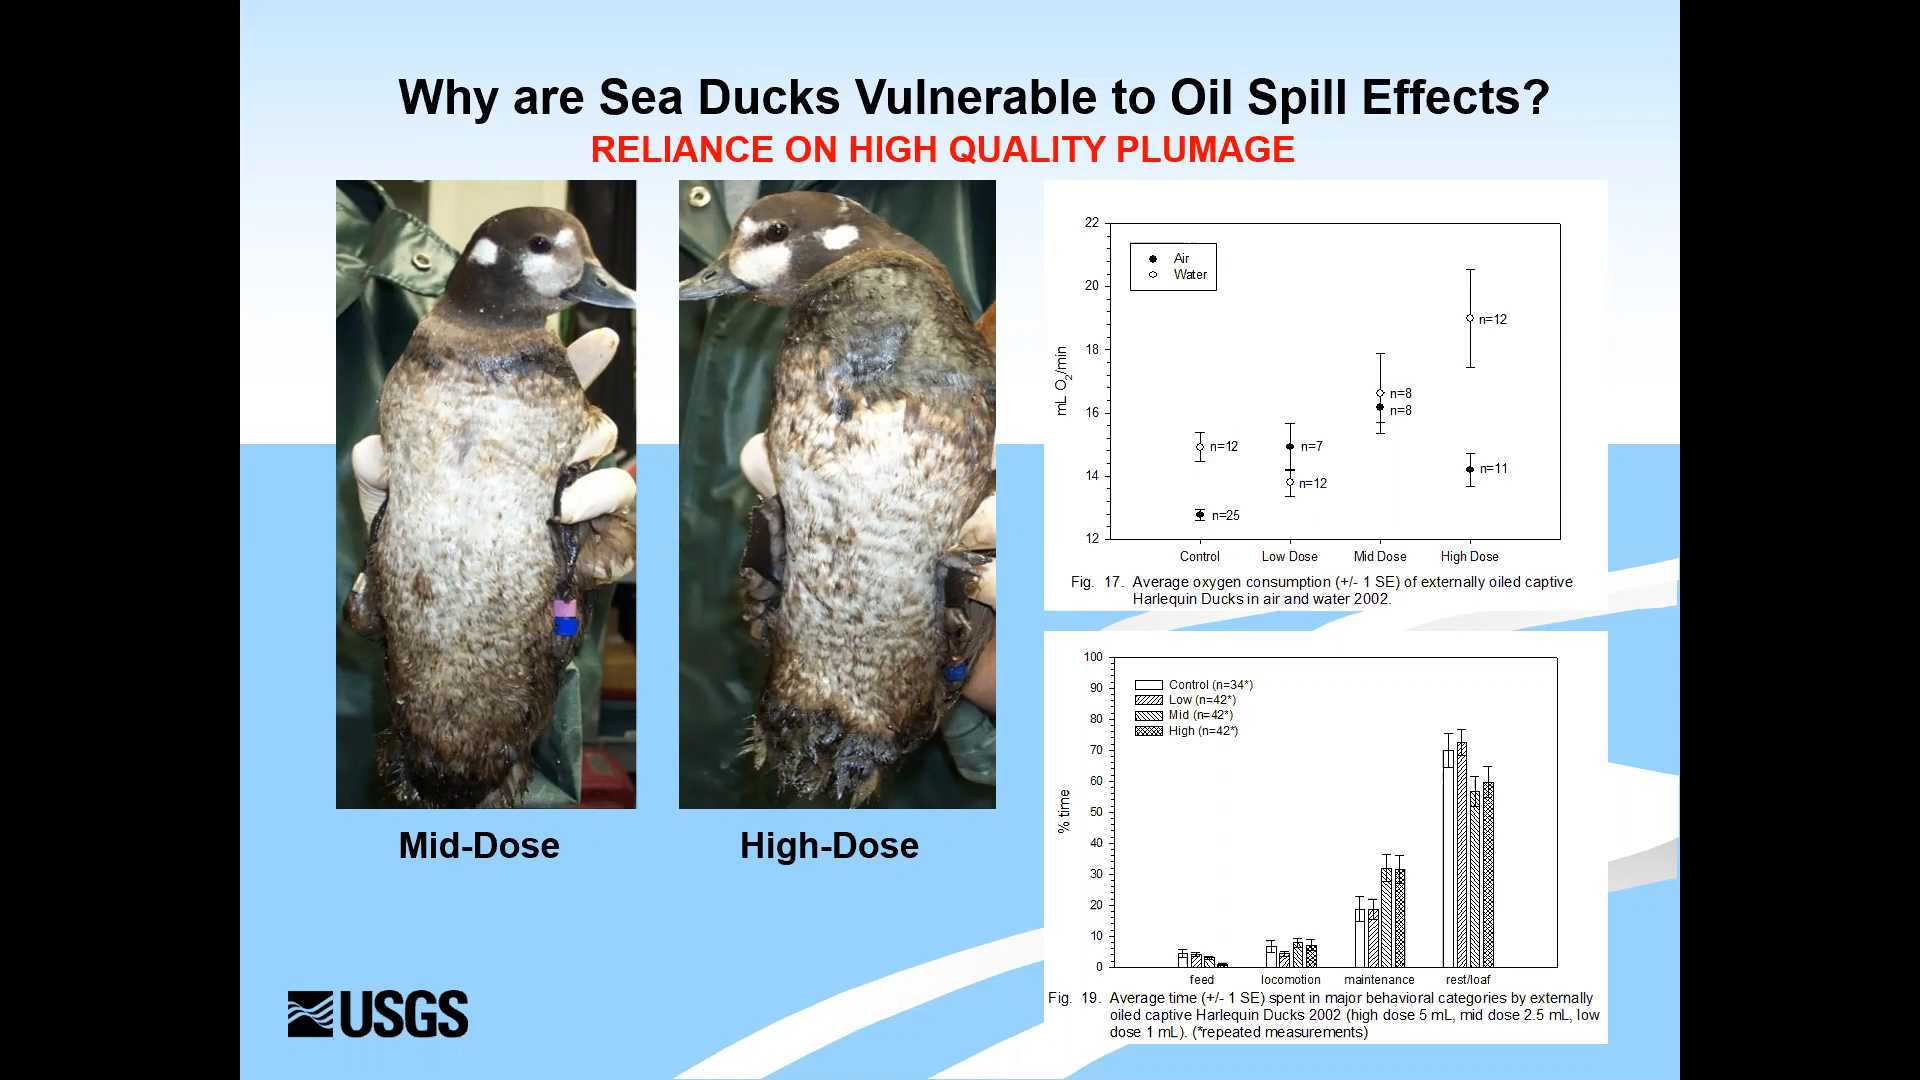 Why are Sea Ducks Vulnerable to Oil Spill Effects?
RELIANCE ON HIGH QUALITY PLUMAGE
Mid-Dose
High-Dose
USGS
22
20
18
16
14
12
mL O2/min
Air
Water
n=12
n=25
n=7
n=12
n=8
n=8
n=12
n=11
Control
Low Dose
Mid Dose
High Dose
Fig. 17. Average oxygen consumption (+/- 1 SE) of externally oiled captive
Harlequin Ducks in air and water 2002.
100
90
80
70
60
50
40
30
20
10
0
% time
Control (n=34*)
Low (n=42*)
Mid (n=42*)
High (n=42*)
feed
locomotion
maintenance
rest/loaf
Fig. 19. Average time (+/- 1 SE) spent in major behavioral categories by externally
oiled captive Harlequin Ducks 2002 (high dose 5 mL, mid dose 2.5 mL, low
dose 1 mL). (*repeated measurements)